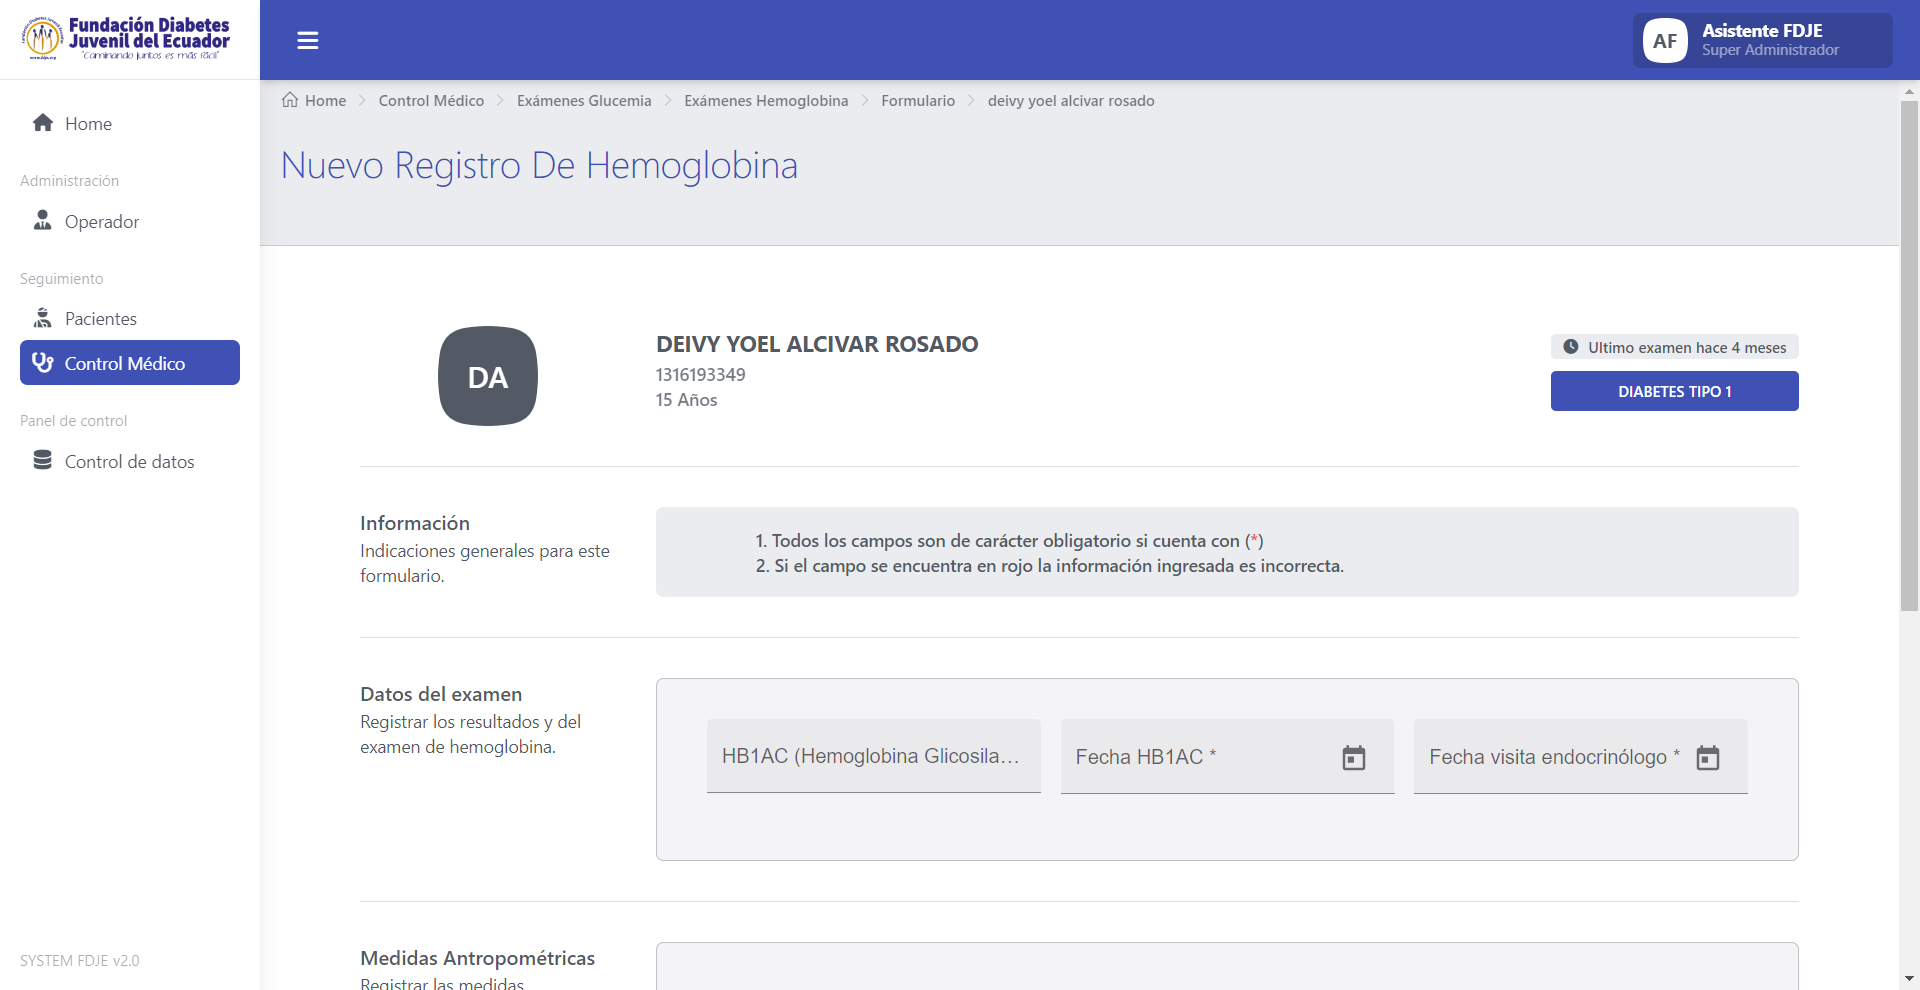 Fundación Diabetes
Juvenil del Ecuador
"Caminando juntos es más fácil"
Asistente FDJE
Super Administrador
AF
Home
Administración
Operador
Seguimiento
Pacientes
Control Médico
Panel de control
Control de datos
SYSTEM FDJE v2.0
Home
Control Médico
Exámenes Glucemia
Exámenes Hemoglobina
Formulario
deivy yoel alcivar rosado
Nuevo Registro De Hemoglobina
DA
DEIVY YOEL ALCIVAR ROSADO
1316193349
15 Años
Ultimo examen hace 4 meses
DIABETES TIPO 1
Información
Indicaciones generales para este
formulario.
1. Todos los campos son de carácter obligatorio si cuenta con (*)
2. Si el campo se encuentra en rojo la información ingresada es incorrecta.
Datos del examen
Registrar los resultados y del
examen de hemoglobina.
HB1AC (Hemoglobina Glicosila...
Fecha HB1AC *
Fecha visita endocrinólogo *
Medidas Antropométricas
Registrar las medidas